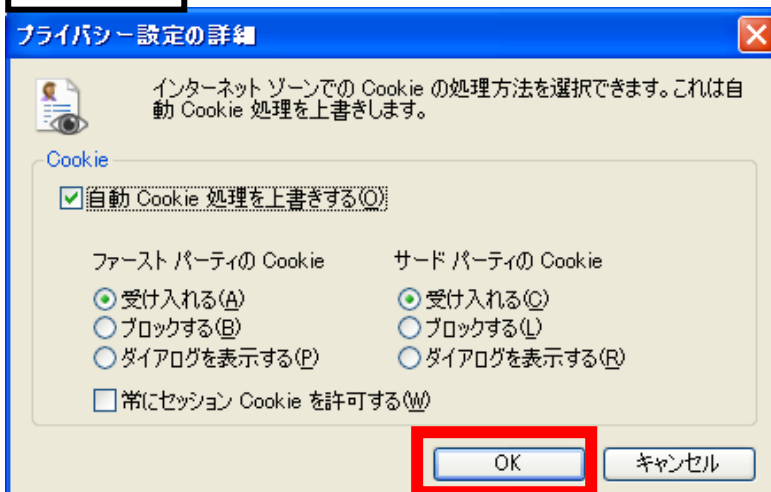 プライバシー設定の詳細
インターネット ゾーンでの Cookie の処理方法を選択できます。これは自
動 Cookie 処理を上書きします。
Cookie
自動 Cookie 処理を上書きする(O)
ファースト パーティの Cookie
サード パーティの Cookie
受け入れる(A)
受け入れる(C)
ブロックする(B)
ブロックする(L)
ダイアログを表示する(P)
ダイアログを表示する(R)
常にセッション Cookie を許可する(W)
OK
キャンセル